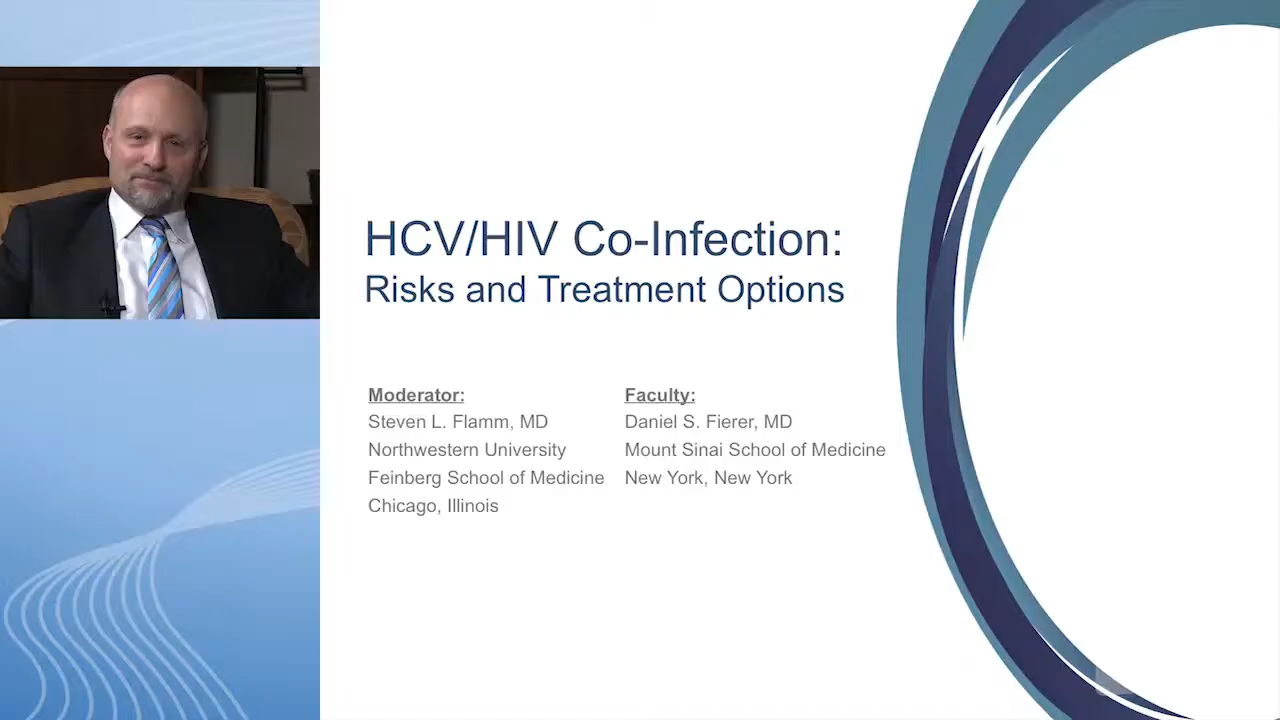 HCV/HIV Co-Infection:
Risks and Treatment Options
Moderator:
Steven L. Flamm, MD
Northwestern University
Feinberg School of Medicine
Chicago, Illinois
Faculty:
Daniel S. Fierer, MD
Mount Sinai School of Medicine
New York, New York